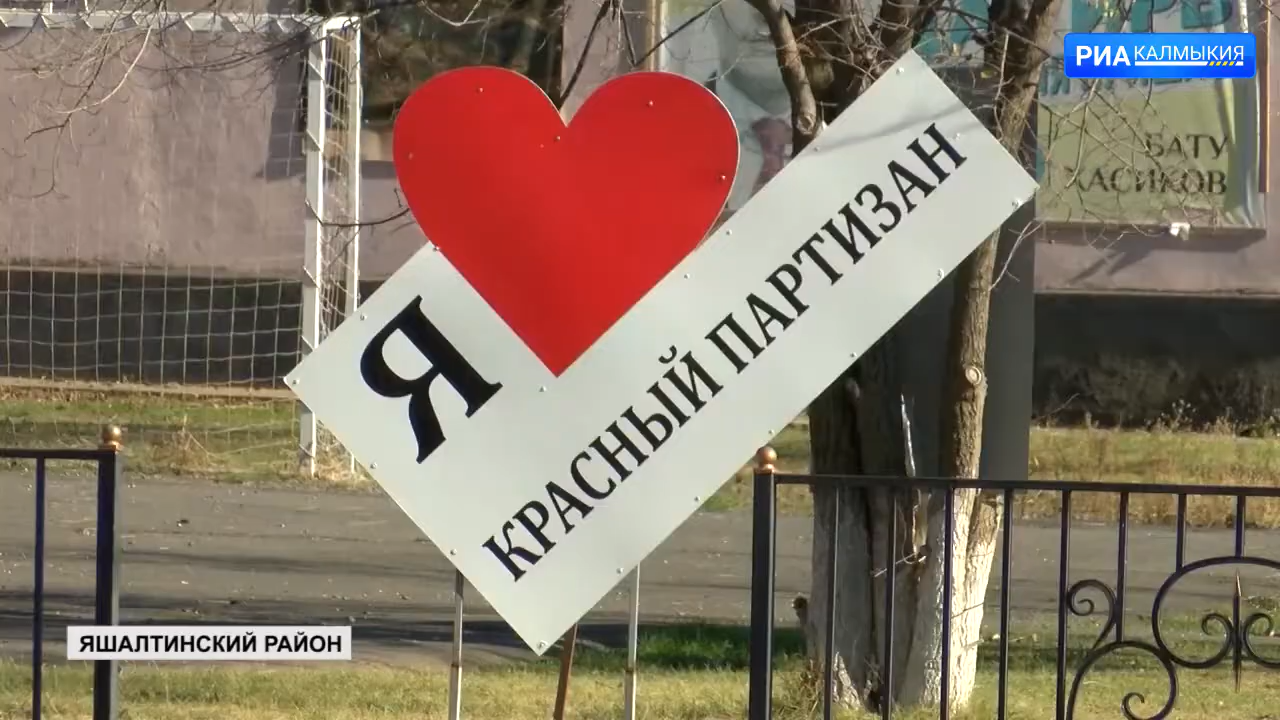 РИА КАЛМЫКИЯ
БАТУ
ХАСИКОВ
Я
КРАСНЫЙ ПАРТИЗАН
ЯШАЛТИНСКИЙ РАЙОН